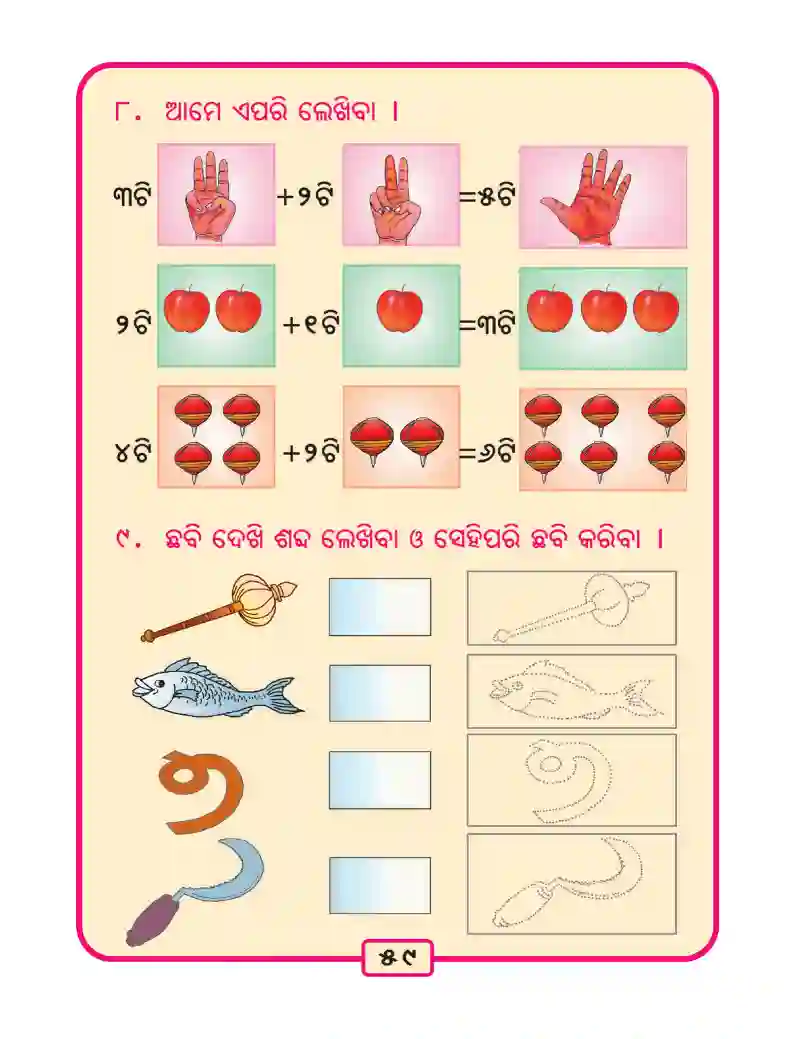 ୮. ଆମେ ଏପରି ଲେଖିବା ।
୩ଟି +୨ଟି =୫ଟି
୨ଟି +୧ଟି =୩ଟି
୪ଟି +୨ଟି =୬ଟି
୯. ଛବି ଦେଖି ଶବ୍ଦ ଲେଖିବା ଓ ସେହିପରି ଛବି କରିବା ।
୭
୫୯